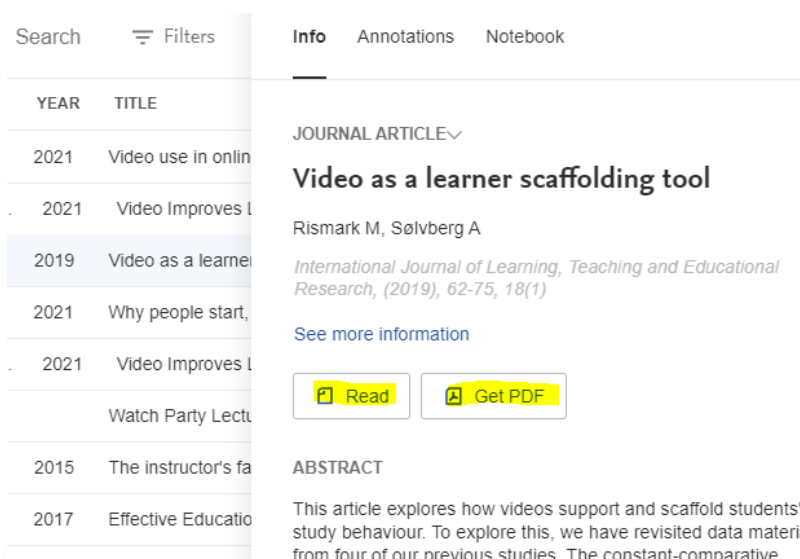 Search Filters
YEAR TITLE
2021 Video use in onlin
. 2021 Video Improves L
2019 Video as a learne
2021 Why people start,
. 2021 Video Improves L
Watch Party Lectu
2015 The instructor's fa
2017 Effective Educatio
Info Annotations Notebook
JOURNAL ARTICLE
Video as a learner scaffolding tool
Rismark M, Sølvberg A
International Journal of Learning, Teaching and Educational
Research, (2019), 62-75, 18(1)
See more information
Read Get PDF
ABSTRACT
This article explores how videos support and scaffold students'
study behaviour. To explore this, we have revisited data materi
from four of our previous studies. The constant-comparative